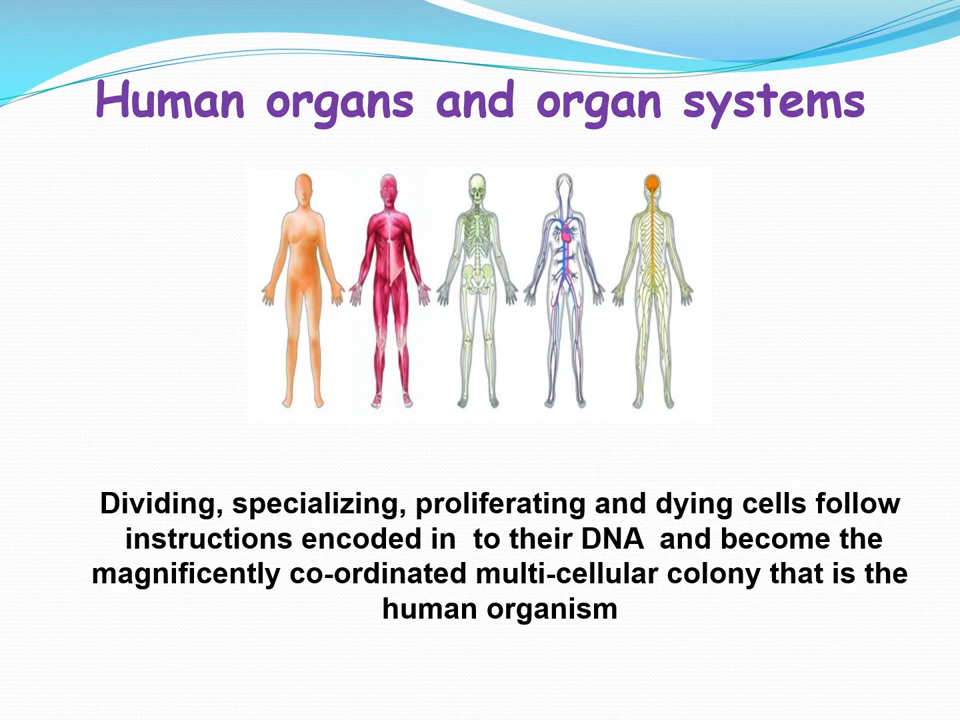 Human organs and organ systems
Dividing, specializing, proliferating and dying cells follow
instructions encoded in  to their DNA  and become the
magnificently co-ordinated multi-cellular colony that is the
human organism